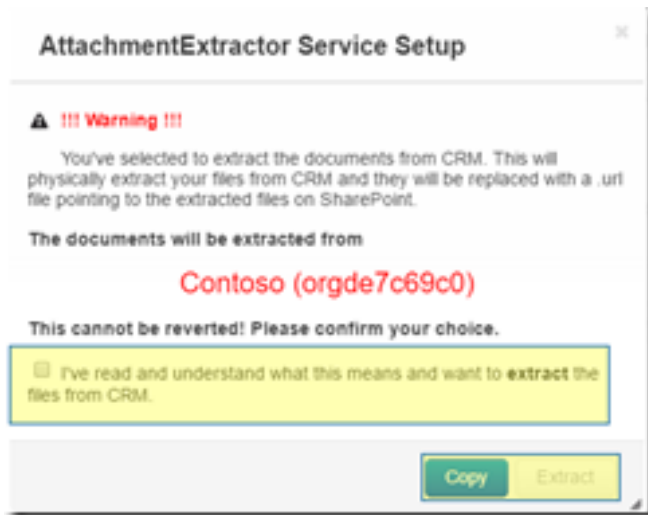 AttachmentExtractor Service Setup
!!! Warning !!!
You've selected to extract the documents from CRM. This will
physically extract your files from CRM and they will be replaced with a .url
file pointing to the extracted files on SharePoint.
The documents will be extracted from
Contoso (orgde7c69c0)
This cannot be reverted! Please confirm your choice.
I've read and understand what this means and want to extract the
files from CRM.
Copy Extract